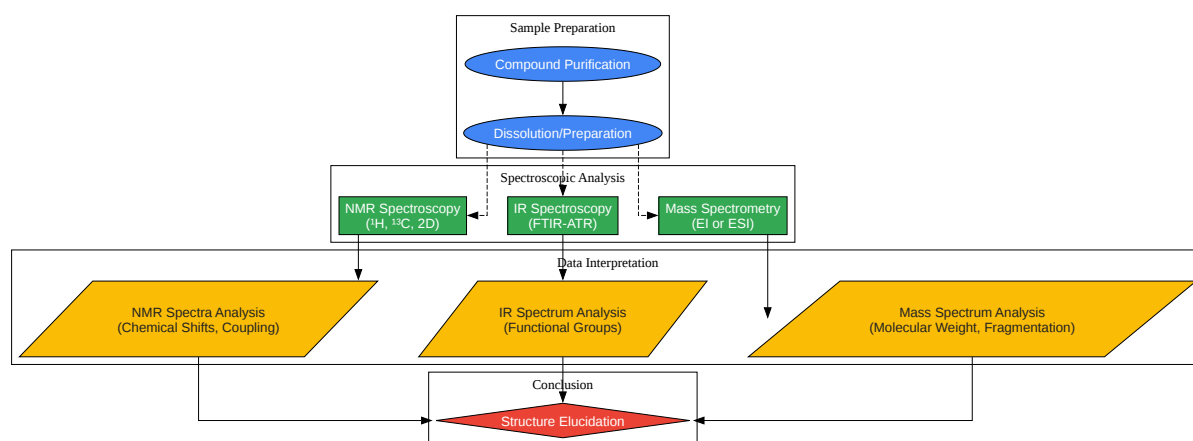 Sample Preparation
Compound Purification
Dissolution/Preparation
Spectroscopic Analysis
NMR Spectroscopy
(¹H, ¹³C, 2D)
IR Spectroscopy
(FTIR-ATR)
Mass Spectrometry
(EI or ESI)
Data Interpretation
NMR Spectra Analysis
(Chemical Shifts, Coupling)
IR Spectrum Analysis
(Functional Groups)
Mass Spectrum Analysis
(Molecular Weight, Fragmentation)
Conclusion
Structure Elucidation